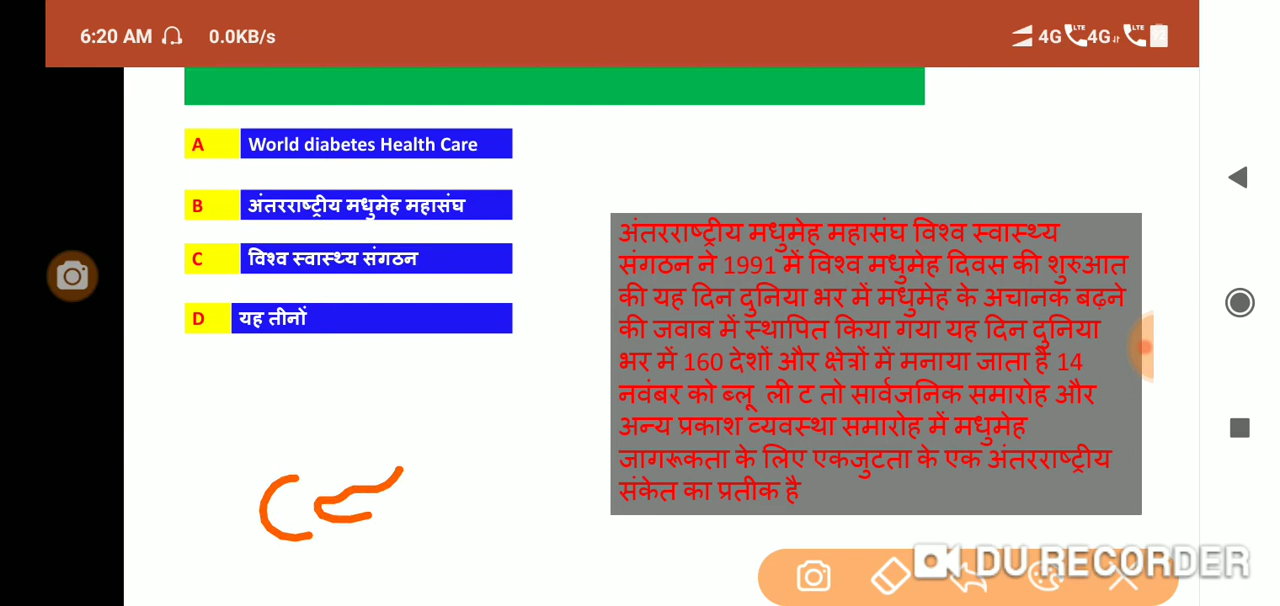 6:20 AM 0.0KB/s 4G LTE 4G LTE
A World diabetes Health Care
B अंतरराष्ट्रीय मधुमेह महासंघ
C विश्व स्वास्थ्य संगठन
D यह तीनों
अंतरराष्ट्रीय मधुमेह महासंघ विश्व स्वास्थ्य
संगठन ने 1991 में विश्व मधुमेह दिवस की शुरुआत
की यह दिन दुनिया भर में मधुमेह के अचानक बढ़ने
की जवाब में स्थापित किया गया यह दिन दुनिया
भर में 160 देशों और क्षेत्रों में मनाया जाता है 14
नवंबर को ब्लू ली ट तो सार्वजनिक समारोह और
अन्य प्रकाश व्यवस्था समारोह में मधुमेह
जागरूकता के लिए एकजुटता के एक अंतरराष्ट्रीय
संकेत का प्रतीक है
DU RECORDER